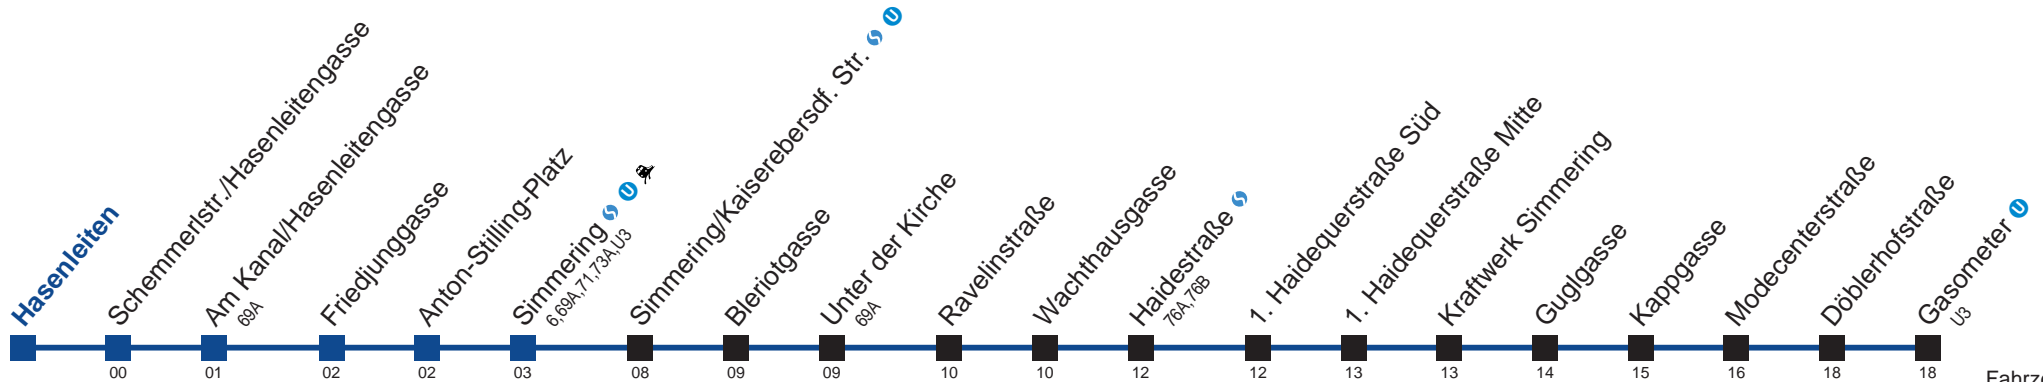 Hasenleiten
Schemmerlstr./Hasenleitengasse
Am Kanal/Hasenleitengasse
69A
Friedjunggasse
Anton-Stilling-Platz
Simmering S U
6,69A,71,73A,U3
Simmering/Kaiserebersdf. Str. S U
Bleriotgasse
Unter der Kirche
69A
Ravelinstraße
Wachthausgasse
Haidestraße S
76A,76B
1. Haidequerstraße Süd
1. Haidequerstraße Mitte
Kraftwerk Simmering
Guglgasse
Kappgasse
Modecenterstraße
Döblerhofstraße
Gasometer U
U3
00 01 02 02 03 08 09 09 10 10 12 12 13 13 14 15 16 18 18
Fahrze